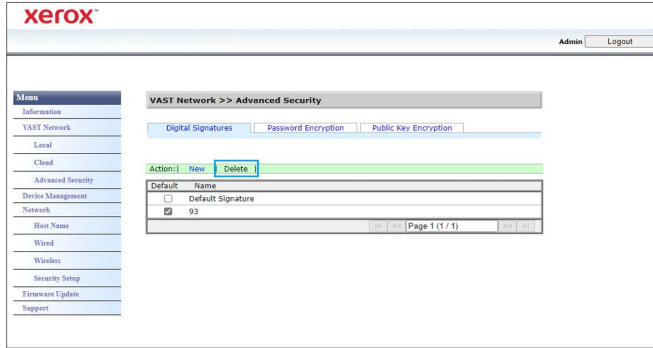 xerox™
Admin Logout
Menu
Information
VAST Network
Local
Cloud
Advanced Security
Device Management
Network
Host Name
Wired
Wireless
Security Setup
Firmware Update
Support
VAST Network >> Advanced Security
Digital Signatures Password Encryption Public Key Encryption
Action:| New | Delete |
Default Name
Default Signature
93
|< << Page 1 (1 / 1) >> >|